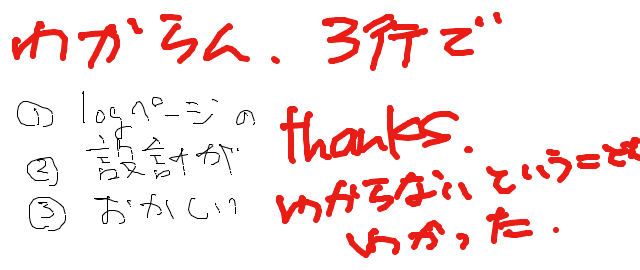 わからん. 3行で
① logページの
② 設計が
③ おかしい
thanks.
わからないということが
わかった.